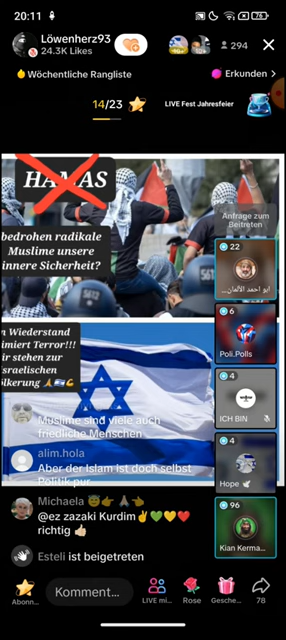 20:11
76
Löwenherz93
24.3K Likes
294
Wöchentliche Rangliste
Erkunden >
14/23
LIVE Fest Jahresfeier
HAMAS
bedrohen radikale
Muslime unsere
innere Sicherheit?
Anfrage zum
Beitreten
22
ابو احمد الألمان...
6
Poli.Polls
n Wiederstand
imiert Terror!!!
ir stehen zur
sraelischen
ölkerung 🙏🇮🇱💪
4
ICH BIN
Muslime sind viele auch
friedliche Menschen
alim.hola
Aber der Islam ist doch selbst
Politik pur
4
Hope 🕊
Michaela 😇👉🙏👈
@ez zazaki Kurdim✌💚💛❤
richtig 👍🏻
96
Kian Kerma...
Esteli ist beigetreten
Abonn...
Komment...
LIVE mi...
Rose
Gesche...
78